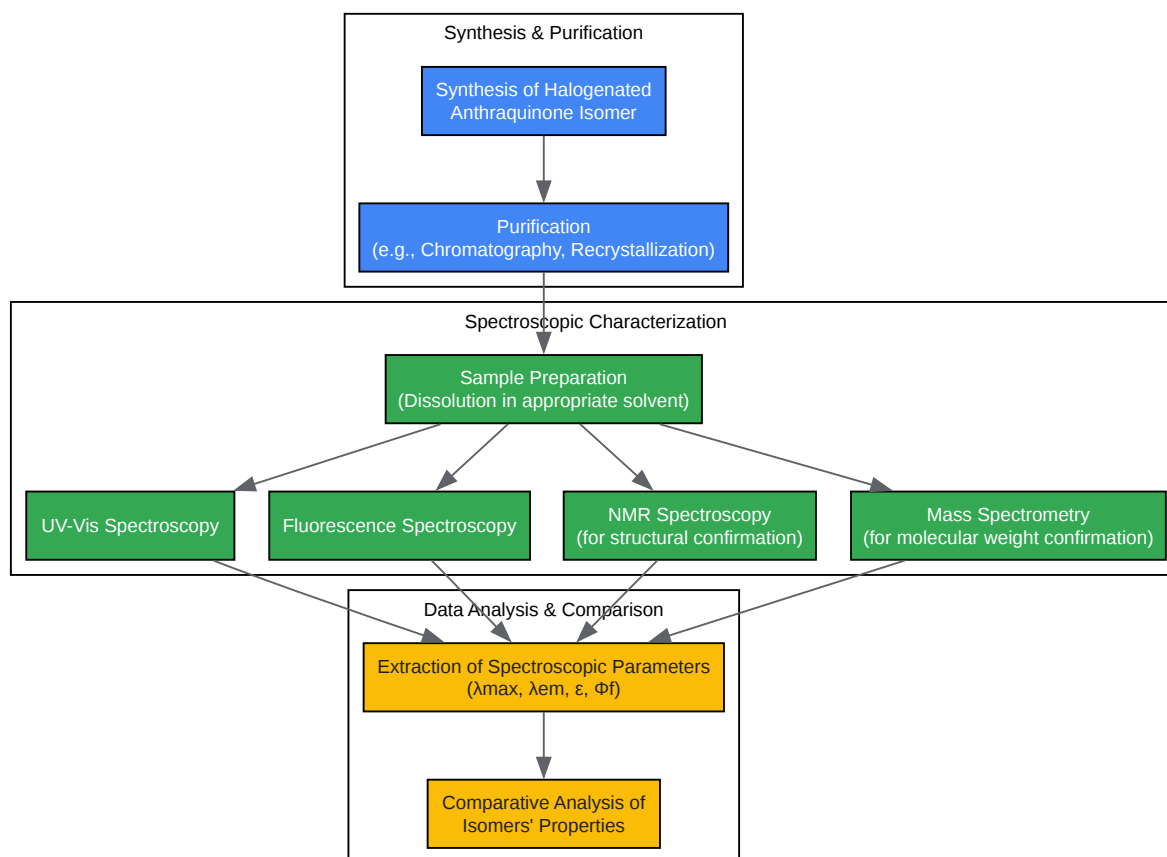 Synthesis & Purification
Synthesis of Halogenated
Anthraquinone Isomer
Purification
(e.g., Chromatography, Recrystallization)
Spectroscopic Characterization
Sample Preparation
(Dissolution in appropriate solvent)
UV-Vis Spectroscopy
Fluorescence Spectroscopy
NMR Spectroscopy
(for structural confirmation)
Mass Spectrometry
(for molecular weight confirmation)
Data Analysis & Comparison
Extraction of Spectroscopic Parameters
(λmax, λem, ε, Φf)
Comparative Analysis of
Isomers' Properties